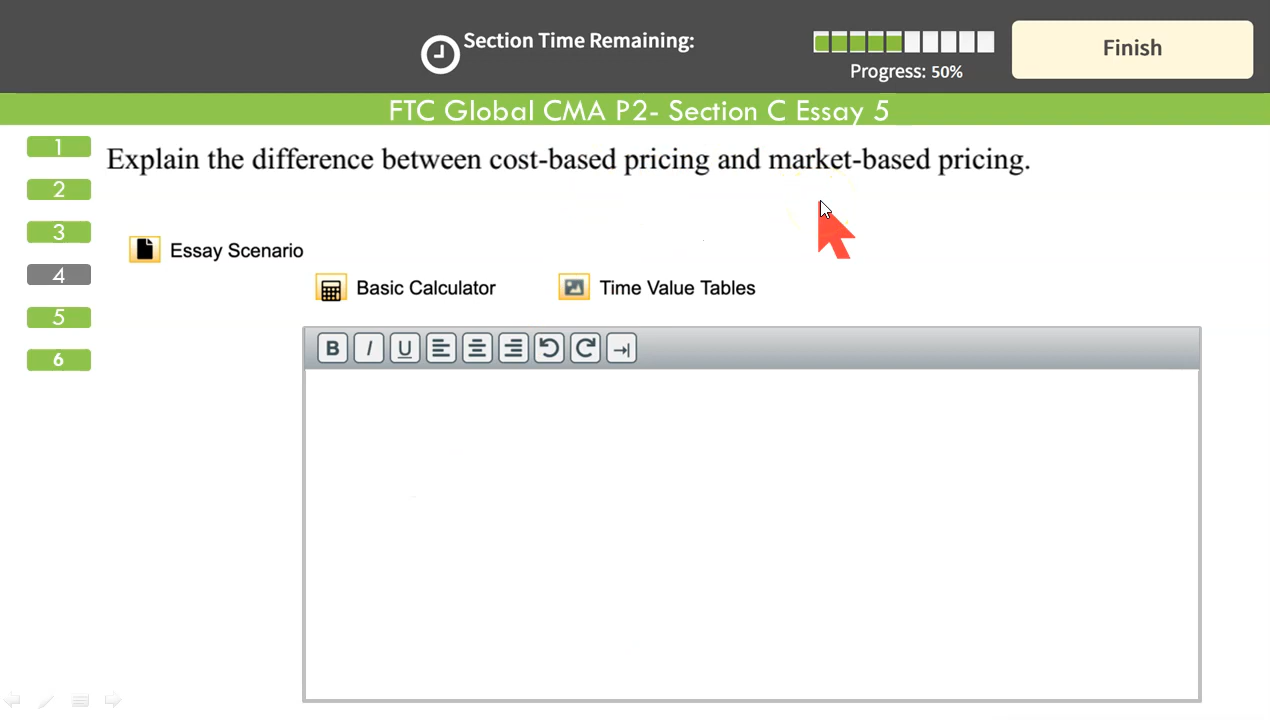 Section Time Remaining:
Progress: 50%
Finish
FTC Global CMA P2- Section C Essay 5
1
2
3
4
5
6
Explain the difference between cost-based pricing and market-based pricing.
Essay Scenario
Basic Calculator
Time Value Tables
B I U